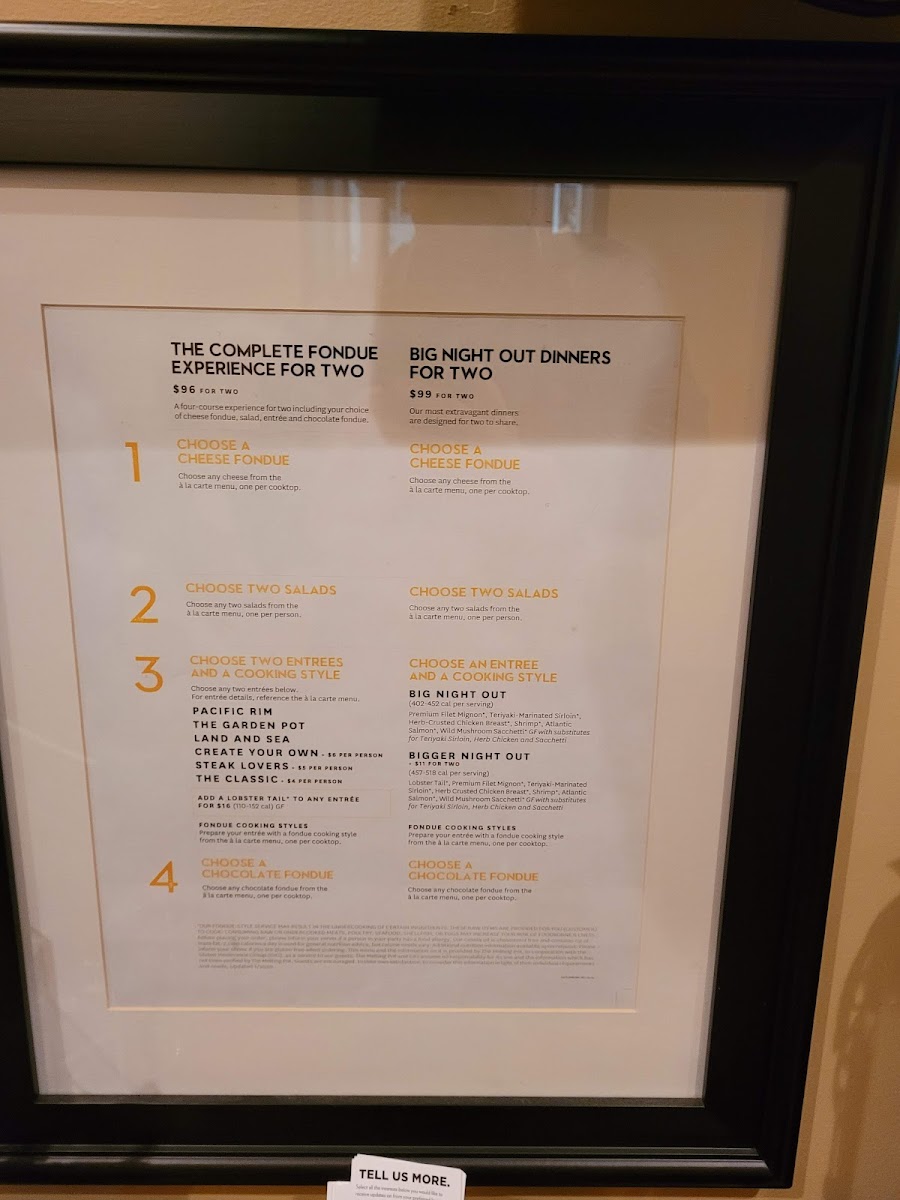 THE COMPLETE FONDUE
EXPERIENCE FOR TWO
$96 FOR TWO
A four-course experience for two including your choice
of cheese fondue, salad, entrée and chocolate fondue.
1
CHOOSE A
CHEESE FONDUE
Choose any cheese from the
à la carte menu, one per cooktop.
2
CHOOSE TWO SALADS
Choose any two salads from the
à la carte menu, one per person.
3
CHOOSE TWO ENTREES
AND A COOKING STYLE
Choose any two entrées below.
For entrée details, reference the à la carte menu.
PACIFIC RIM
THE GARDEN POT
LAND AND SEA
CREATE YOUR OWN - $6 PER PERSON
STEAK LOVERS - $5 PER PERSON
THE CLASSIC - $4 PER PERSON
ADD A LOBSTER TAIL* TO ANY ENTRÉE
FOR $16 (110-152 cal) GF
FONDUE COOKING STYLES
Prepare your entrée with a fondue cooking style
from the à la carte menu, one per cooktop.
4
CHOOSE A
CHOCOLATE FONDUE
Choose any chocolate fondue from the
à la carte menu, one per cooktop.
BIG NIGHT OUT DINNERS
FOR TWO
$99 FOR TWO
Our most extravagant dinners
are designed for two to share.
CHOOSE A
CHEESE FONDUE
Choose any cheese from the
à la carte menu, one per cooktop.
CHOOSE TWO SALADS
Choose any two salads from the
à la carte menu, one per person.
CHOOSE AN ENTREE
AND A COOKING STYLE
BIG NIGHT OUT
(402-452 cal per serving)
Premium Filet Mignon*, Teriyaki-Marinated Sirloin*,
Herb-Crusted Chicken Breast*, Shrimp*, Atlantic
Salmon*, Wild Mushroom Sacchetti* GF with substitutes
for Teriyaki Sirloin, Herb Chicken and Sacchetti
BIGGER NIGHT OUT
- $11 FOR TWO
(457-518 cal per serving)
Lobster Tail*, Premium Filet Mignon*, Teriyaki-Marinated
Sirloin*, Herb Crusted Chicken Breast*, Shrimp*, Atlantic
Salmon*, Wild Mushroom Sacchetti* GF with substitutes
for Teriyaki Sirloin, Herb Chicken and Sacchetti
FONDUE COOKING STYLES
Prepare your entrée with a fondue cooking style
from the à la carte menu, one per cooktop.
CHOOSE A
CHOCOLATE FONDUE
Choose any chocolate fondue from the
à la carte menu, one per cooktop.
TELL US MORE.